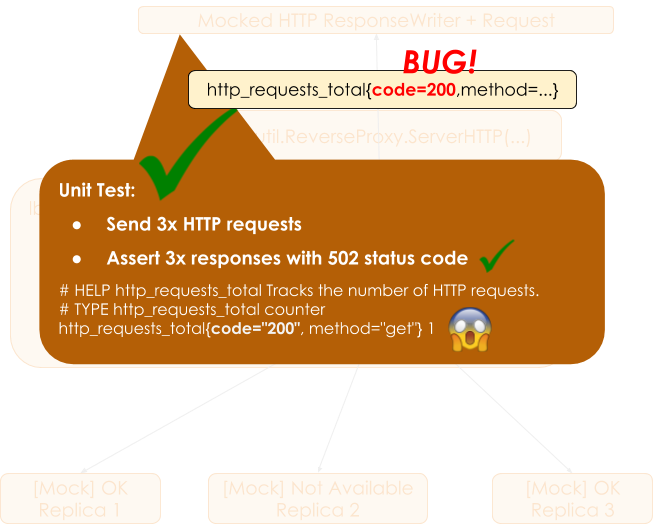 Mocked HTTP ResponseWriter + Request
BUG!
http_requests_total{code=200,method=...}
util.ReverseProxy.ServerHTTP(...)
Unit Test:
● Send 3x HTTP requests
● Assert 3x responses with 502 status code
# HELP http_requests_total Tracks the number of HTTP requests.
# TYPE http_requests_total counter
http_requests_total{code="200", method="get"} 1
[Mock] OK
Replica 1
[Mock] Not Available
Replica 2
[Mock] OK
Replica 3